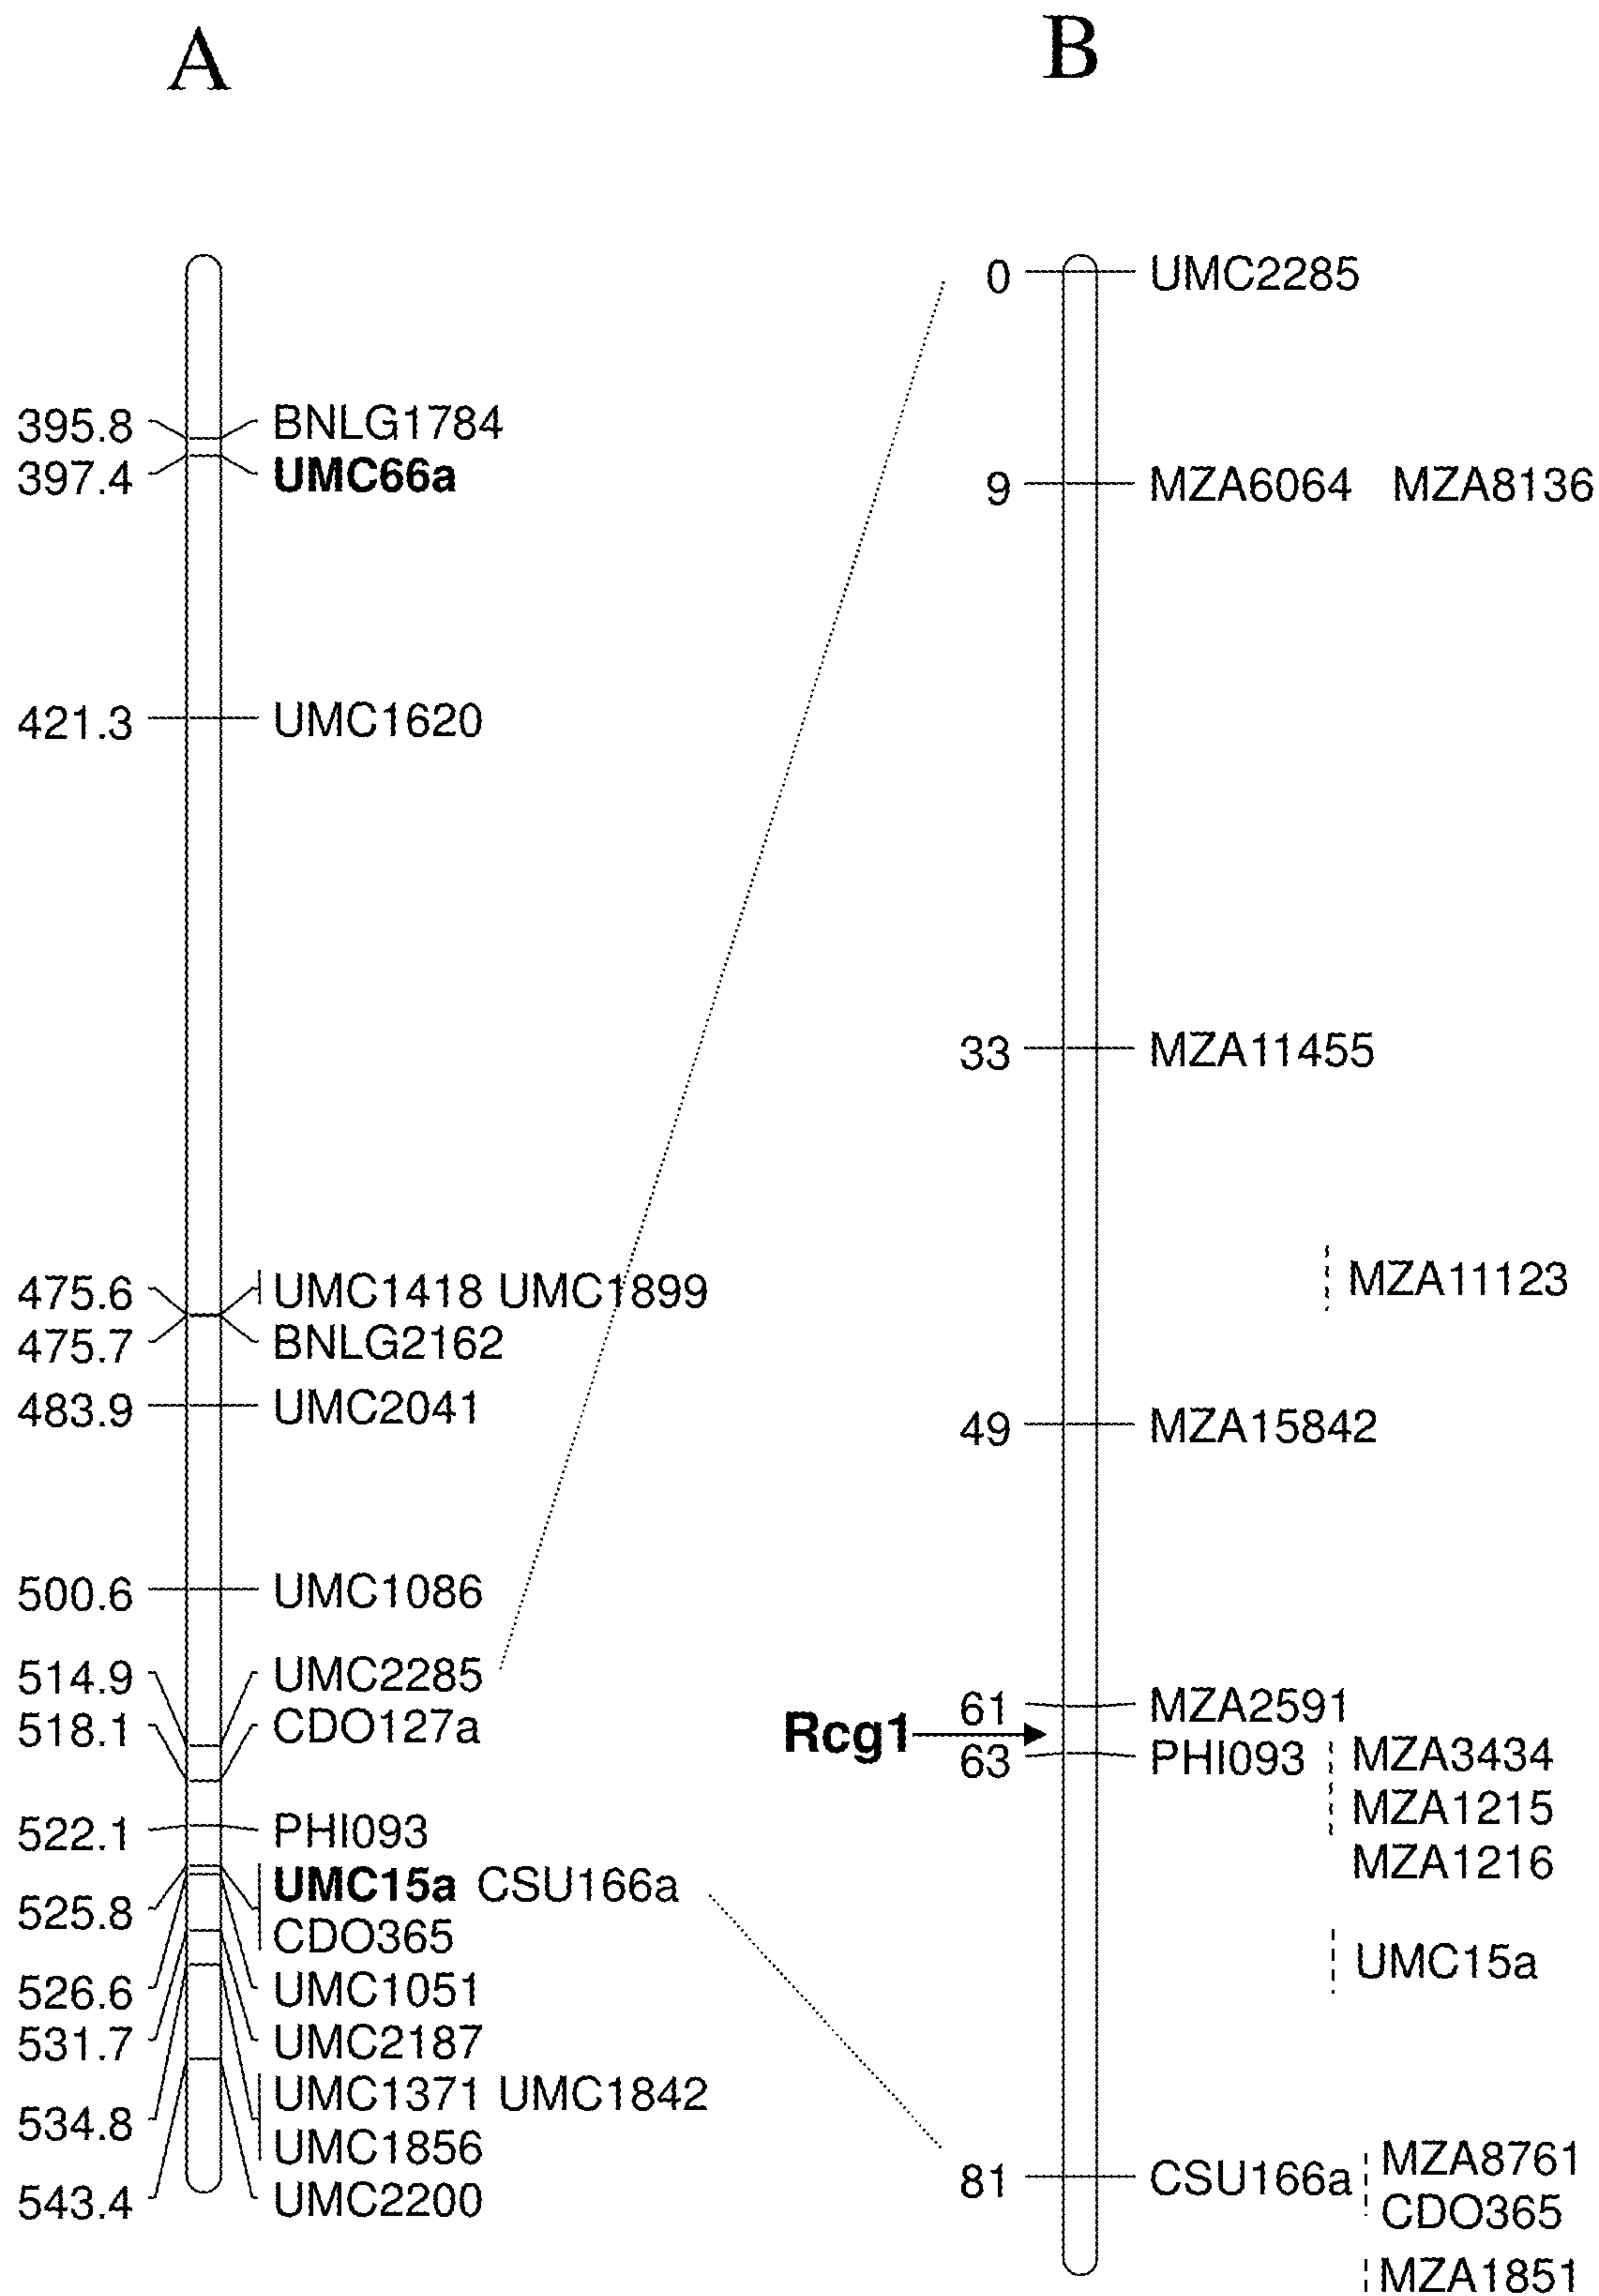 A
395.8 BNLG1784
397.4 UMC66a
421.3 UMC1620
475.6 UMC1418 UMC1899
475.7 BNLG2162
483.9 UMC2041
500.6 UMC1086
514.9 UMC2285
518.1 CDO127a
522.1 PHI093
UMC15a CSU166a
525.8
CDO365
526.6 UMC1051
531.7 UMC2187
UMC1371 UMC1842
534.8
UMC1856
543.4 UMC2200
B
0 UMC2285
9 MZA6064 MZA8136
33 MZA11455
MZA11123
49 MZA15842
61 MZA2591
Rcg1
63 PHI093 MZA3434
MZA1215
MZA1216
UMC15a
MZA8761
81 CSU166a
CDO365
MZA1851